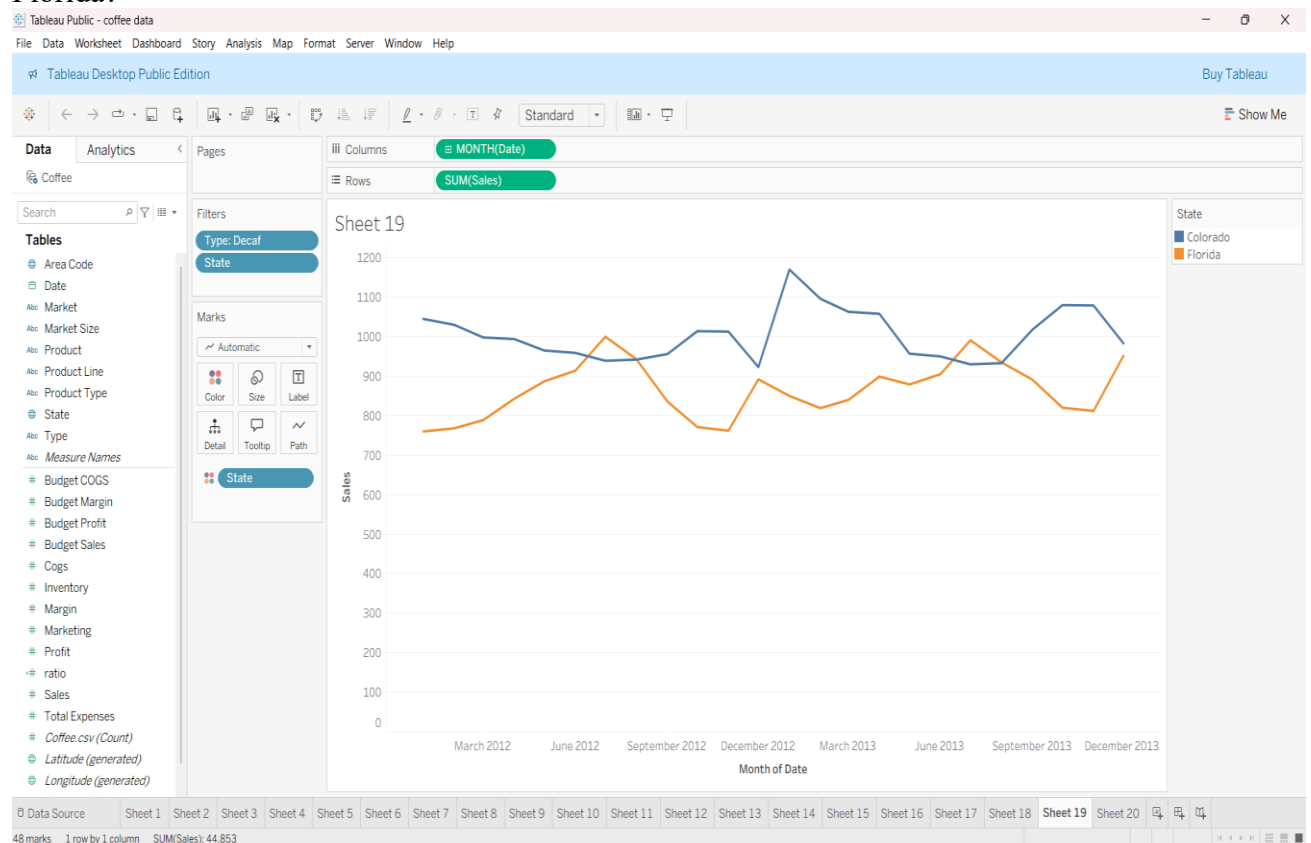 Florida?
Tableau Public - coffee data
File Data Worksheet Dashboard Story Analysis Map Format Server Window Help
Tableau Desktop Public Edition
Buy Tableau
Standard
Show Me
Data Analytics
Coffee
Search
Tables
Area Code
Date
Abc Market
Abc Market Size
Abc Product
Abc Product Line
Abc Product Type
State
Abc Type
Abc Measure Names
# Budget COGS
# Budget Margin
# Budget Profit
# Budget Sales
# Cogs
# Inventory
# Margin
# Marketing
# Profit
=# ratio
# Sales
# Total Expenses
# Coffee.csv (Count)
Latitude (generated)
Longitude (generated)
Pages
Filters
Type: Decaf
State
Marks
Automatic
Color Size Label
Detail Tooltip Path
State
Columns
MONTH(Date)
Rows
SUM(Sales)
Sheet 19
1200
1100
1000
900
800
700
600
500
400
300
200
100
0
Sales
March 2012 June 2012 September 2012 December 2012 March 2013 June 2013 September 2013 December 2013
Month of Date
State
Colorado
Florida
Data Source Sheet 1 Sheet 2 Sheet 3 Sheet 4 Sheet 5 Sheet 6 Sheet 7 Sheet 8 Sheet 9 Sheet 10 Sheet 11 Sheet 12 Sheet 13 Sheet 14 Sheet 15 Sheet 16 Sheet 17 Sheet 18 Sheet 19 Sheet 20
48 marks 1 row by 1 column SUM(Sales): 44,853